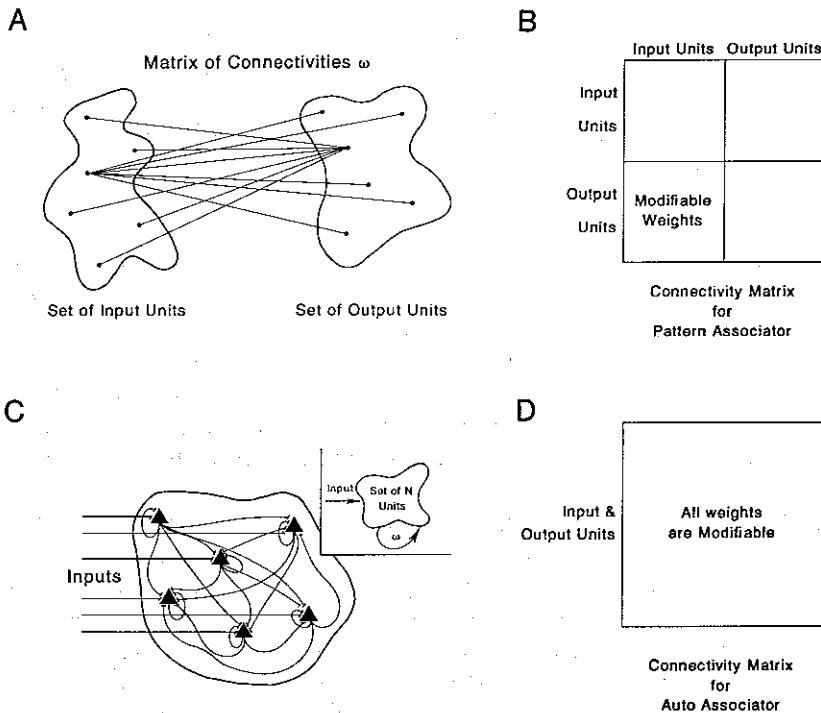 A
Matrix of Connectivities ω
Set of Input Units
Set of Output Units
B
Input Units Output Units
Input
Units
Output
Units
Modifiable
Weights
Connectivity Matrix
for
Pattern Associator
C
Inputs
Input
Set of N
Units
ω
D
Input &
Output Units
All weights
are Modifiable
Connectivity Matrix
for
Auto Associator